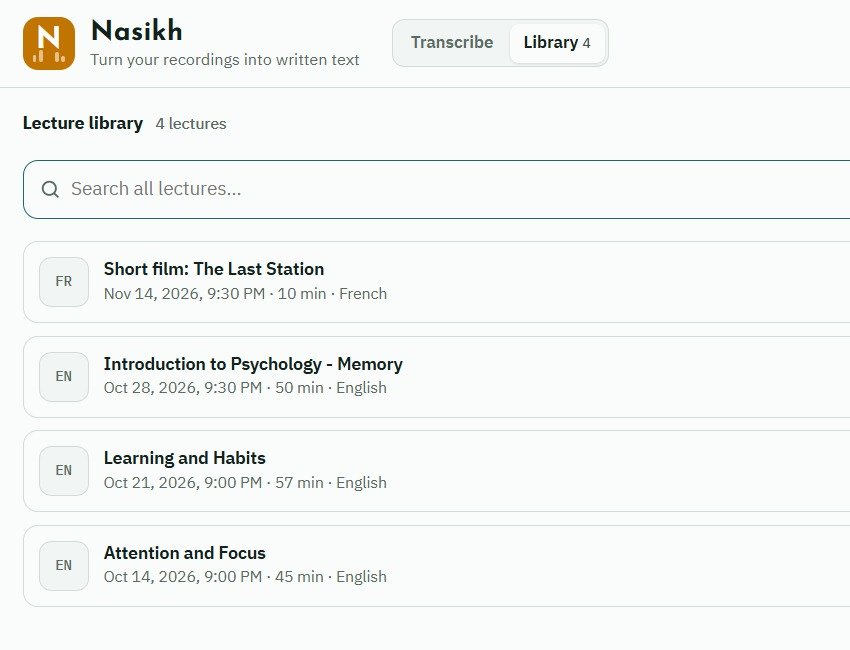 Nasikh
Turn your recordings into written text
Transcribe
Library 4
Lecture library 4 lectures
Search all lectures...
FR
Short film: The Last Station
Nov 14, 2026, 9:30 PM · 10 min · French
EN
Introduction to Psychology - Memory
Oct 28, 2026, 9:30 PM · 50 min · English
EN
Learning and Habits
Oct 21, 2026, 9:00 PM · 57 min · English
EN
Attention and Focus
Oct 14, 2026, 9:00 PM · 45 min · English